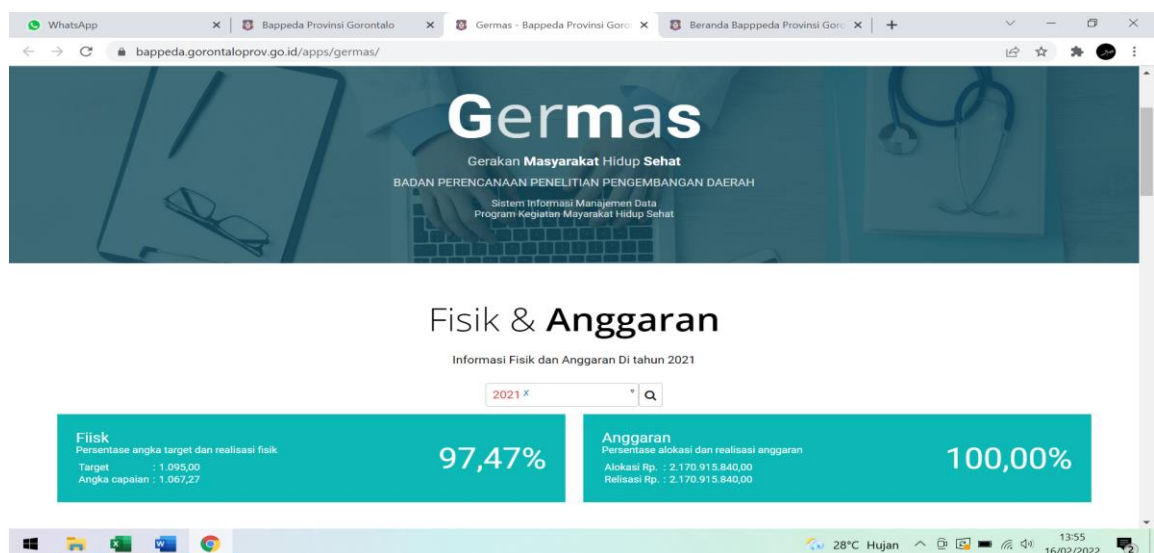 WhatsApp
Bappeda Provinsi Gorontalo
Germas - Bappeda Provinsi Goro
Beranda Bapppeda Provinsi Goro
bappeda.gorontaloprov.go.id/apps/germas/
Germas
Gerakan Masyarakat Hidup Sehat
BADAN PERENCANAAN PENELITIAN PENGEMBANGAN DAERAH
Sistem Informasi Manajemen Data
Program Kegiatan Mayarakat Hidup Sehat
Fisik & Anggaran
Informasi Fisik dan Anggaran Di tahun 2021
2021 x
Fiisk
Persentase angka target dan realisasi fisik
Target : 1.095,00
Angka capaian : 1.067,27
97,47%
Anggaran
Persentase alokasi dan realisasi anggaran
Alokasi Rp. : 2.170.915.840,00
Relisasi Rp. : 2.170.915.840,00
100,00%
28°C Hujan
13:55
16/02/2022
2